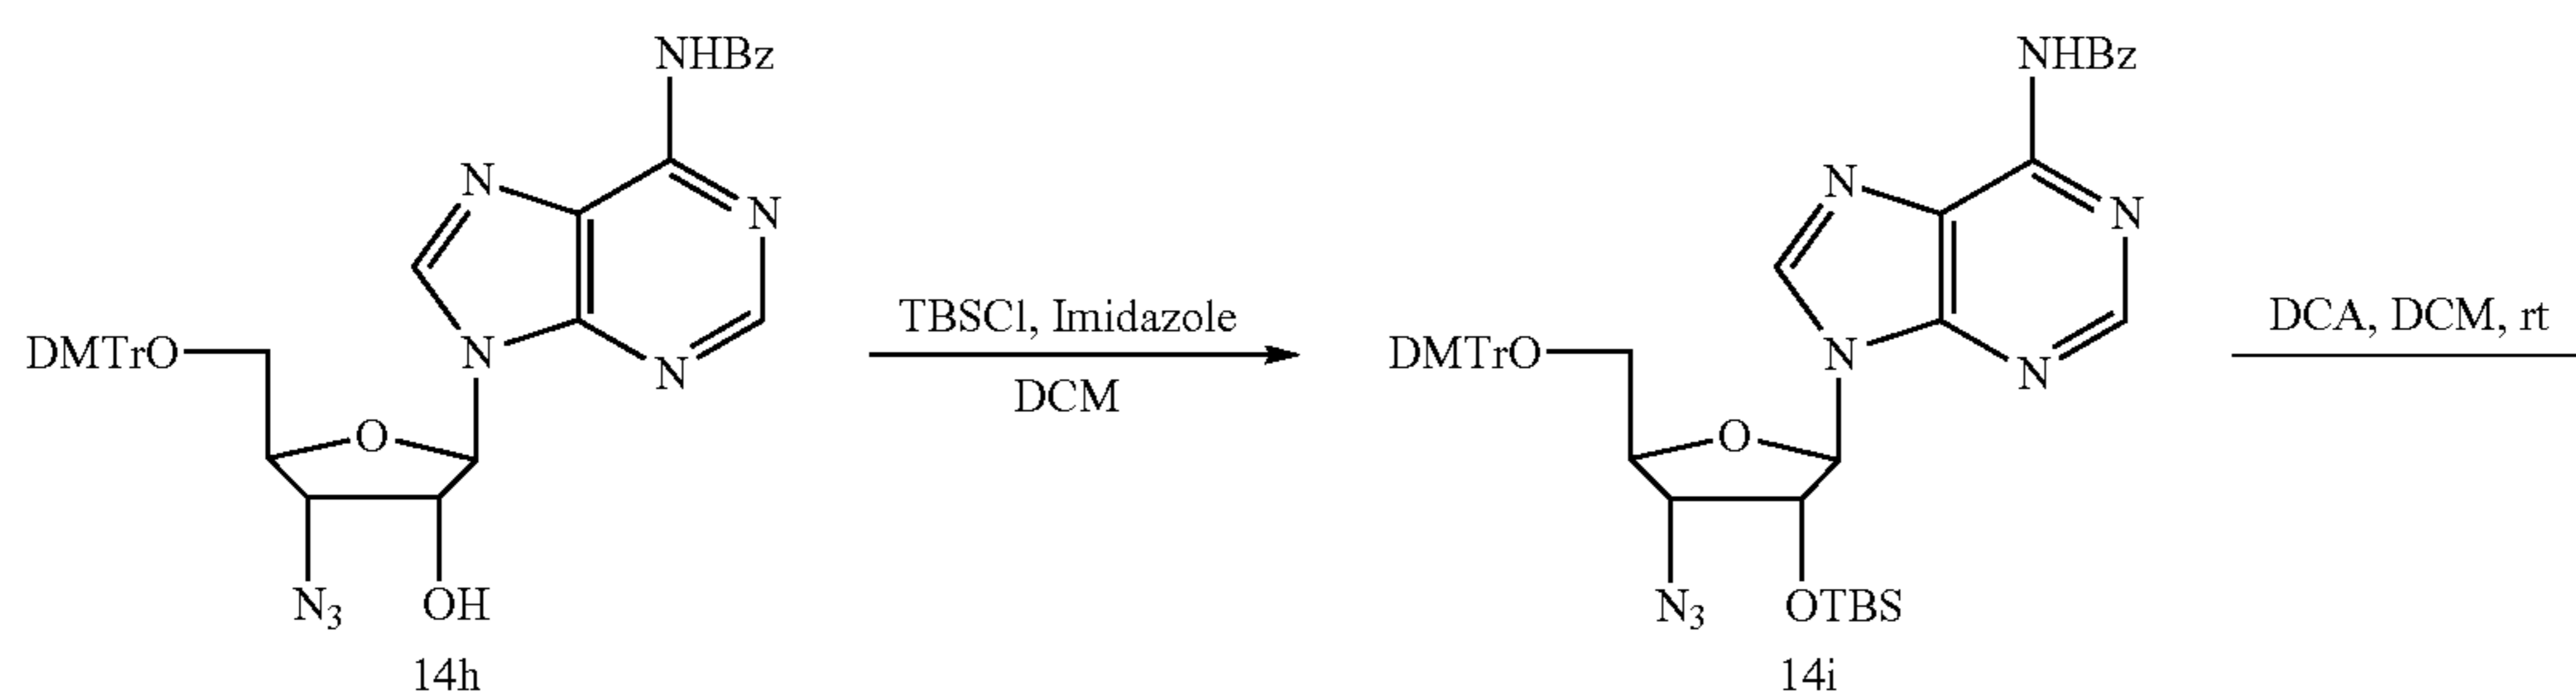 NHBz
NHBz
N
N
N
N
TBSCl, Imidazole
DCA, DCM, rt
DMTrO
N
N
DCM
DMTrO
N
N
O
O
N3
OH
N3
OTBS
14h
14i